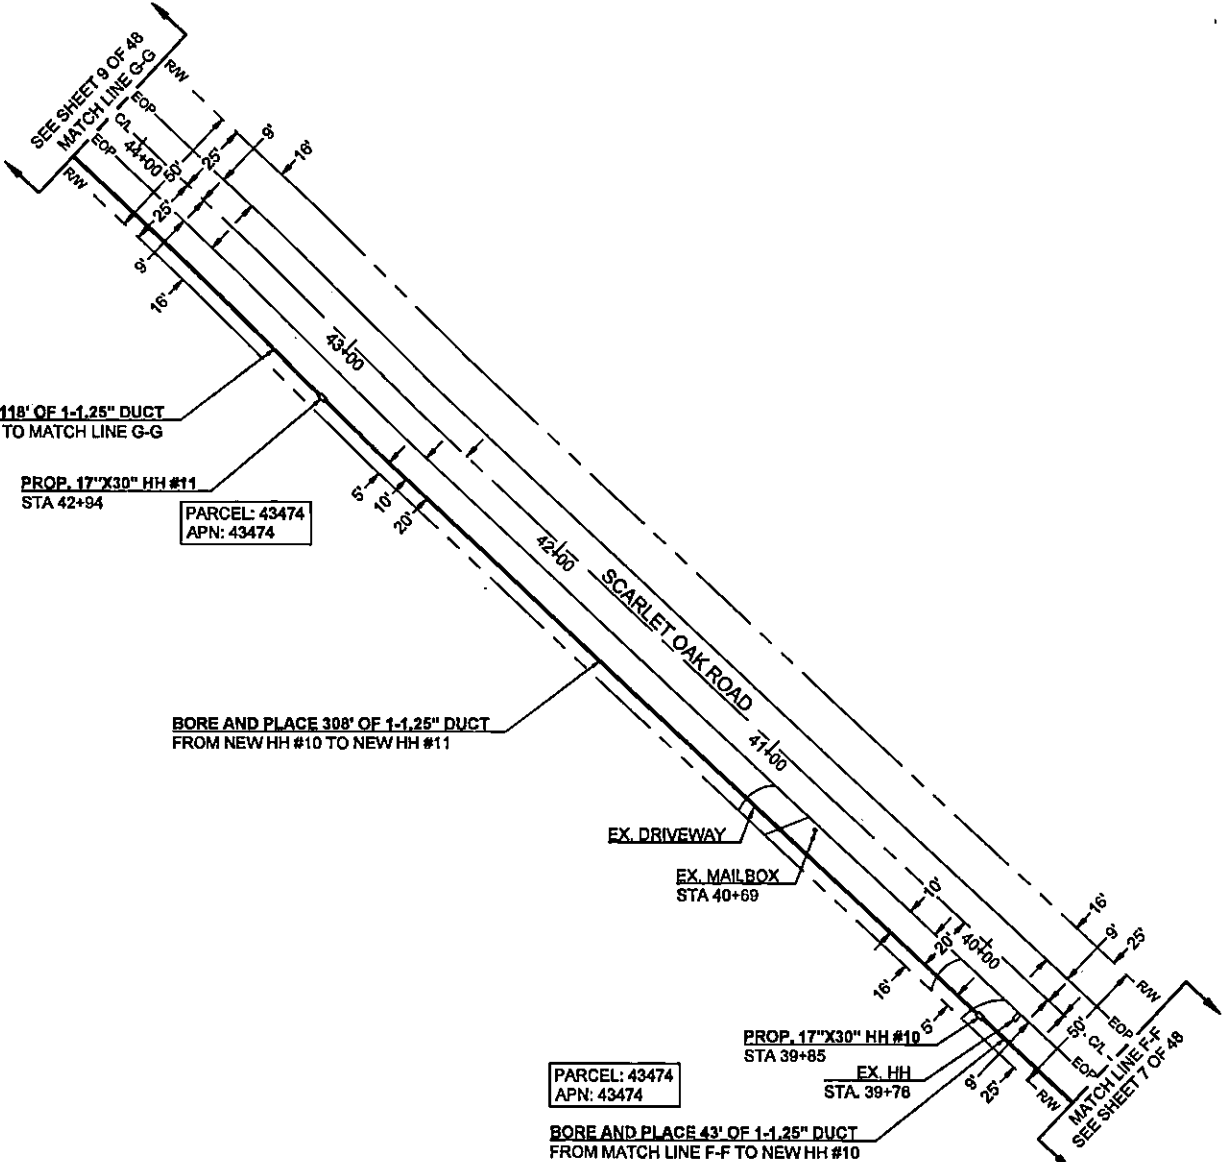 SEE SHEET 9 OF 48
MATCH LINE G-G
R/W
EOP
C/L
EOP
R/W
44+00
50'
25'
9'
16'
25'
9'
16'
43+00
118' OF 1-1.25" DUCT
TO MATCH LINE G-G
PROP. 17"X30" HH #11
STA 42+94
PARCEL: 43474
APN: 43474
5'
10'
20'
42+00
SCARLET OAK ROAD
BORE AND PLACE 308' OF 1-1.25" DUCT
FROM NEW HH #10 TO NEW HH #11
41+00
EX. DRIVEWAY
EX. MAILBOX
STA 40+69
10'
20'
40+00
16'
9'
25'
16'
5'
R/W
EOP
50'
C/L
EOP
R/W
PROP. 17"X30" HH #10
STA 39+85
EX. HH
STA. 39+76
9'
25'
MATCH LINE F-F
SEE SHEET 7 OF 48
PARCEL: 43474
APN: 43474
BORE AND PLACE 43' OF 1-1.25" DUCT
FROM MATCH LINE F-F TO NEW HH #10